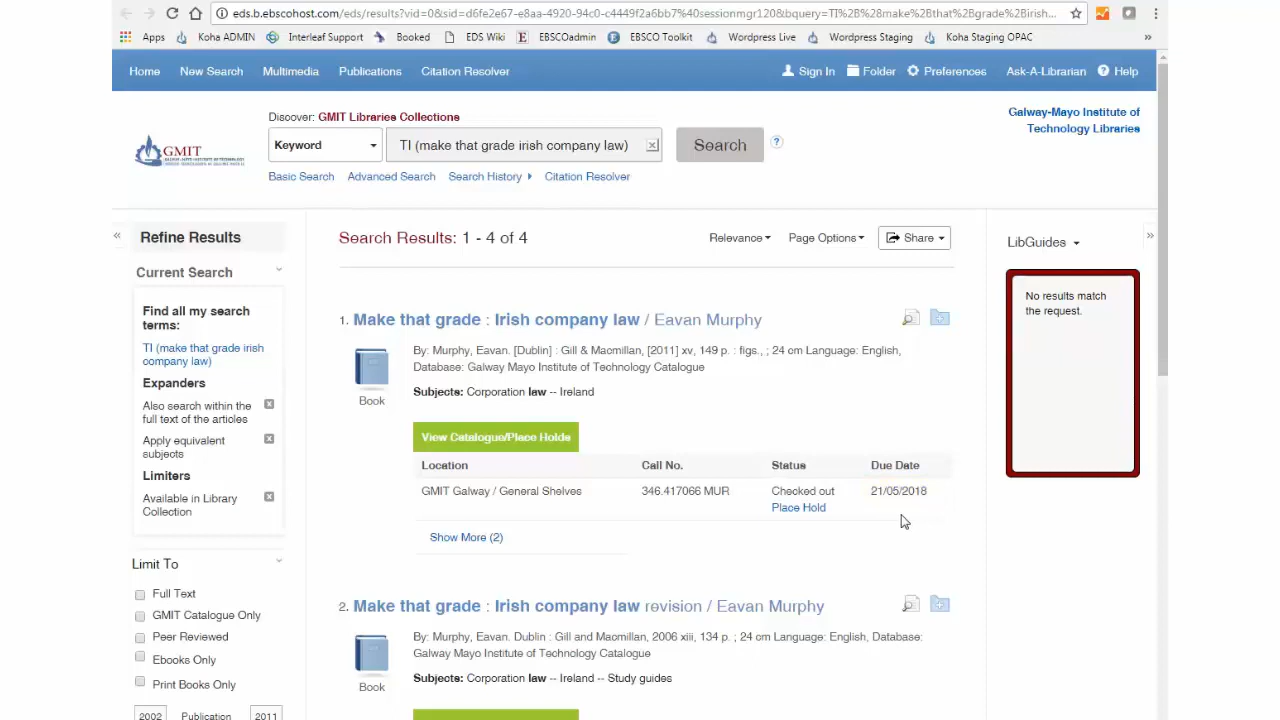 eds.b.ebscohost.com/eds/results?vid=0&sid=d6fe2e67-e8aa-4920-94c0-c4449f2a6bb7%40sessionmgr120&bquery=TI%2B%28make%2Bthat%2Bgrade%2Birish...
Apps Koha ADMIN Interleaf Support Booked EDS Wiki EBSCOadmin EBSCO Toolkit Wordpress Live Wordpress Staging Koha Staging OPAC »
Home New Search Multimedia Publications Citation Resolver Sign In Folder Preferences Ask-A-Librarian Help
Discover: GMIT Libraries Collections
Galway-Mayo Institute of
Technology Libraries
GMIT
Keyword TI (make that grade irish company law) Search ?
Basic Search Advanced Search Search History Citation Resolver
« Refine Results
Current Search
Find all my search
terms:
TI (make that grade irish
company law)
Expanders
Also search within the
full text of the articles
Apply equivalent
subjects
Limiters
Available in Library
Collection
Limit To
Full Text
GMIT Catalogue Only
Peer Reviewed
Ebooks Only
Print Books Only
2002 Publication 2011
Search Results: 1 - 4 of 4
Relevance Page Options Share
1. Make that grade : Irish company law / Eavan Murphy
Book
By: Murphy, Eavan. [Dublin] : Gill & Macmillan, [2011] xv, 149 p. : figs., ; 24 cm Language: English,
Database: Galway Mayo Institute of Technology Catalogue
Subjects: Corporation law -- Ireland
View Catalogue/Place Holds
Location Call No. Status Due Date
GMIT Galway / General Shelves 346.417066 MUR Checked out 21/05/2018
Place Hold
Show More (2)
2. Make that grade : Irish company law revision / Eavan Murphy
Book
By: Murphy, Eavan. Dublin : Gill and Macmillan, 2006 xiii, 134 p. ; 24 cm Language: English, Database:
Galway Mayo Institute of Technology Catalogue
Subjects: Corporation law -- Ireland -- Study guides
LibGuides »
No results match
the request.